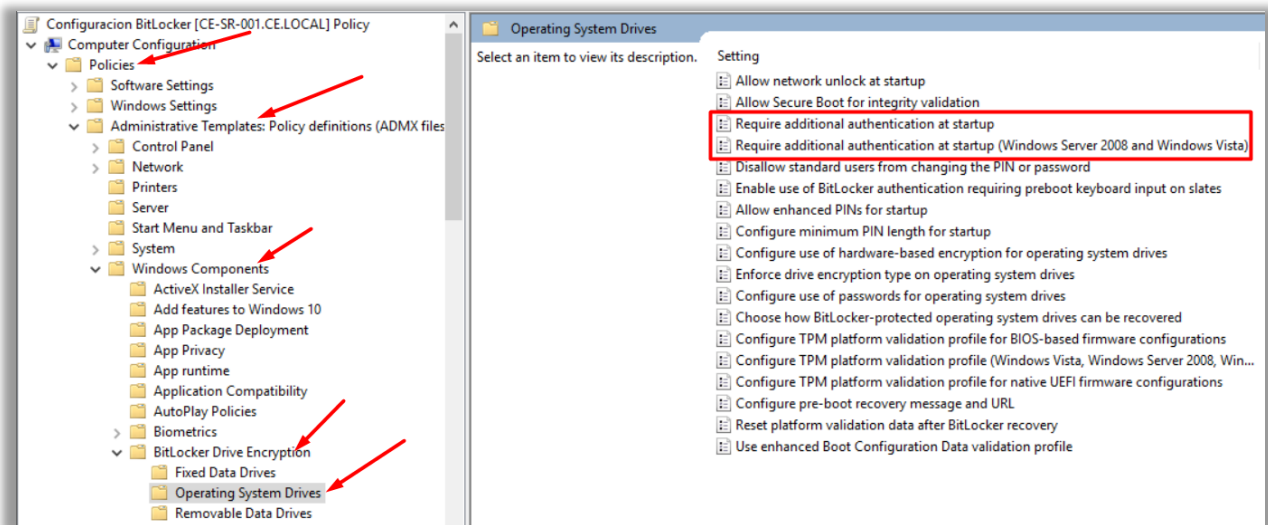 Configuracion BitLocker [CE-SR-001.CE.LOCAL] Policy
Computer Configuration
Policies
Software Settings
Windows Settings
Administrative Templates: Policy definitions (ADMX files
Control Panel
Network
Printers
Server
Start Menu and Taskbar
System
Windows Components
ActiveX Installer Service
Add features to Windows 10
App Package Deployment
App Privacy
App runtime
Application Compatibility
AutoPlay Policies
Biometrics
BitLocker Drive Encryption
Fixed Data Drives
Operating System Drives
Removable Data Drives
Operating System Drives
Select an item to view its description.
Setting
Allow network unlock at startup
Allow Secure Boot for integrity validation
Require additional authentication at startup
Require additional authentication at startup (Windows Server 2008 and Windows Vista)
Disallow standard users from changing the PIN or password
Enable use of BitLocker authentication requiring preboot keyboard input on slates
Allow enhanced PINs for startup
Configure minimum PIN length for startup
Configure use of hardware-based encryption for operating system drives
Enforce drive encryption type on operating system drives
Configure use of passwords for operating system drives
Choose how BitLocker-protected operating system drives can be recovered
Configure TPM platform validation profile for BIOS-based firmware configurations
Configure TPM platform validation profile (Windows Vista, Windows Server 2008, Win...
Configure TPM platform validation profile for native UEFI firmware configurations
Configure pre-boot recovery message and URL
Reset platform validation data after BitLocker recovery
Use enhanced Boot Configuration Data validation profile